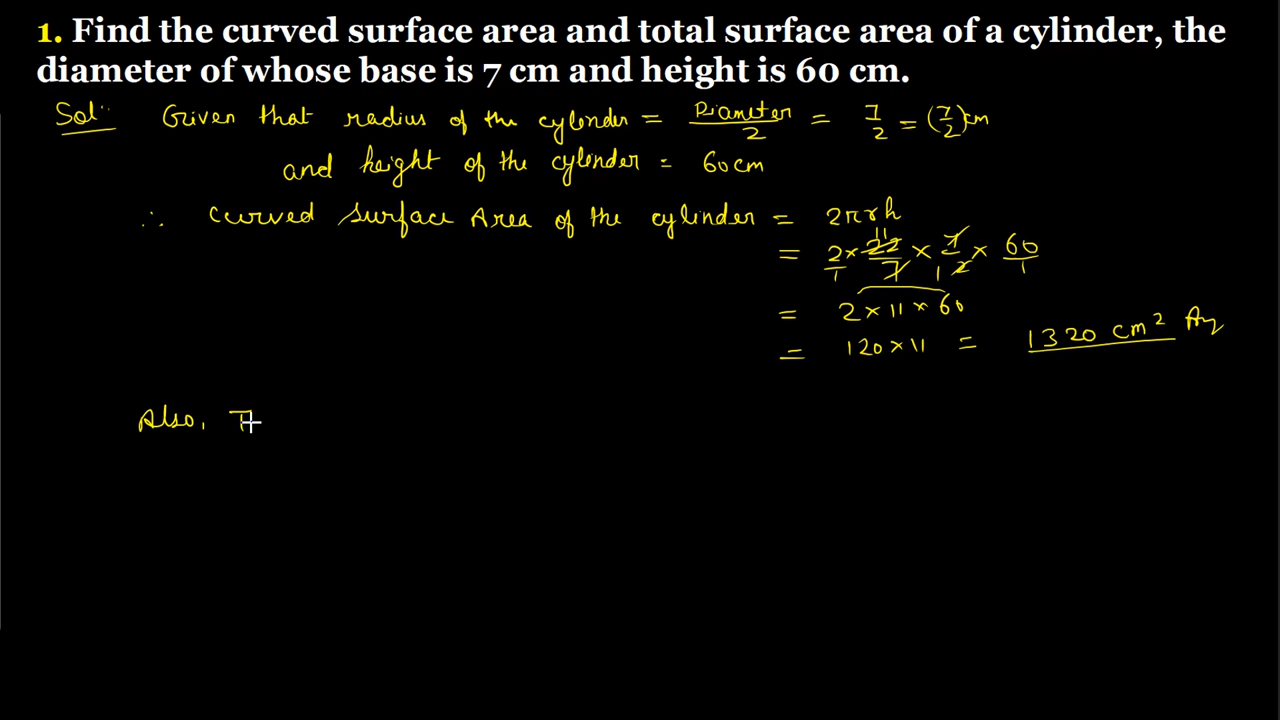 1. Find the curved surface area and total surface area of a cylinder, the
diameter of whose base is 7 cm and height is 60 cm.
Sol: Given that radius of the cylinder = Diameter/2 = 7/2 = (7/2)cm
and height of the cylinder = 60cm
∴ Curved Surface Area of the cylinder = 2πrh
= 2/1 × 22/7 × 7/2 × 60/1
11 1
= 2 × 11 × 60
= 120 × 11 = 1320 cm² Ans
Also, T